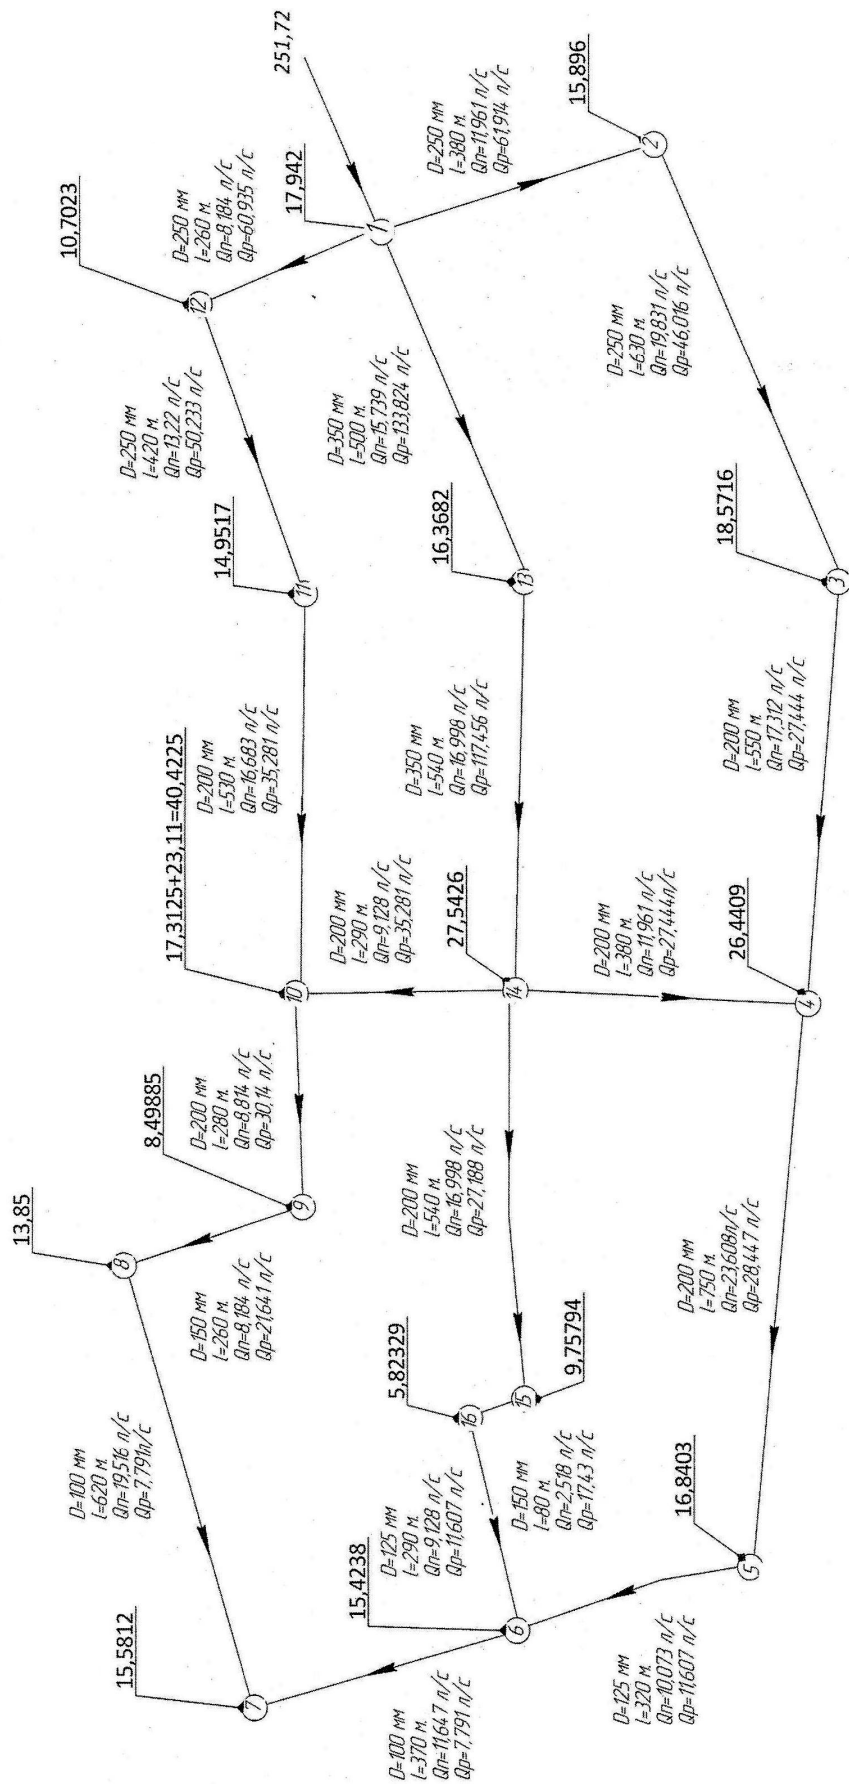 251,72
17,942
1
D=250 мм
l=260 м.
Qп=8,184 л/с
Qр=60,935 л/с
10,7023
12
D=250 мм
l=380 м.
Qп=11,961 л/с
Qр=61,914 л/с
15,896
2
D=250 мм
l=420 м.
Qп=13,22 л/с
Qр=50,233 л/с
D=350 мм
l=500 м.
Qп=15,739 л/с
Qр=133,824 л/с
D=250 мм
l=630 м.
Qп=19,831 л/с
Qр=46,016 л/с
14,9517
11
16,3682
13
18,5716
3
D=200 мм
l=530 м.
Qп=16,683 л/с
Qр=35,281 л/с
D=350 мм
l=540 м.
Qп=16,998 л/с
Qр=117,456 л/с
D=200 мм
l=550 м.
Qп=17,312 л/с
Qр=27,444 л/с
17,3125+23,11=40,4225
10
D=200 мм
l=290 м.
Qп=9,128 л/с
Qр=35,281 л/с
27,5426
14
D=200 мм
l=380 м.
Qп=11,961 л/с
Qр=27,444л/с
26,4409
4
8,49885
D=200 мм
l=280 м.
Qп=8,814 л/с
Qр=30,14 л/с
9
13,85
8
D=150 мм
l=260 м.
Qп=8,184 л/с
Qр=21,641 л/с
D=200 мм
l=540 м.
Qп=16,998 л/с
Qр=27,188 л/с
D=200 мм
l=750 м.
Qп=23,608л/с
Qр=28,447 л/с
5,82329
16
15
9,75794
D=100 мм
l=620 м.
Qп=19,516 л/с
Qр=7,791л/с
D=125 мм
l=290 м.
Qп=9,128 л/с
Qр=11,607 л/с
D=150 мм
l=80 м.
Qп=2,518 л/с
Qр=17,43 л/с
16,8403
5
15,4238
6
15,5812
7
D=100 мм
l=370 м.
Qп=11,647 л/с
Qр=7,791 л/с
D=125 мм
l=320 м.
Qп=10,073 л/с
Qр=11,607 л/с